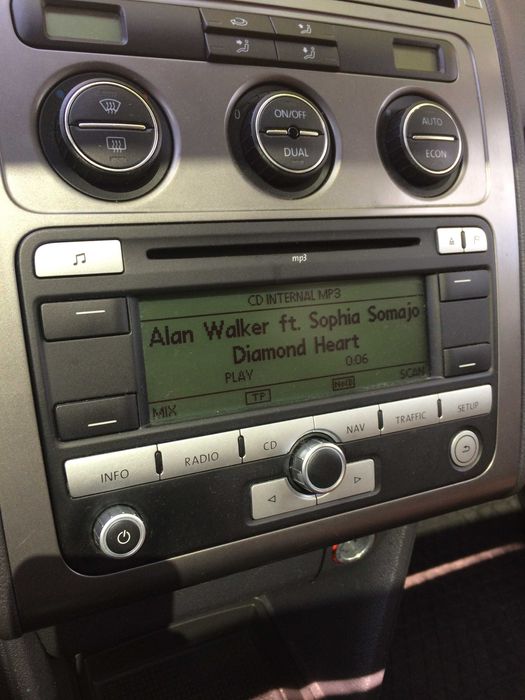 0
ON/OFF
DUAL
AUTO
ECON
mp3
CD INTERNAL MP3
Alan Walker ft. Sophia Somajo
Diamond Heart
PLAY
0:06
MIX
TP
SCAN
INFO
RADIO
CD
NAV
TRAFFIC
SETUP